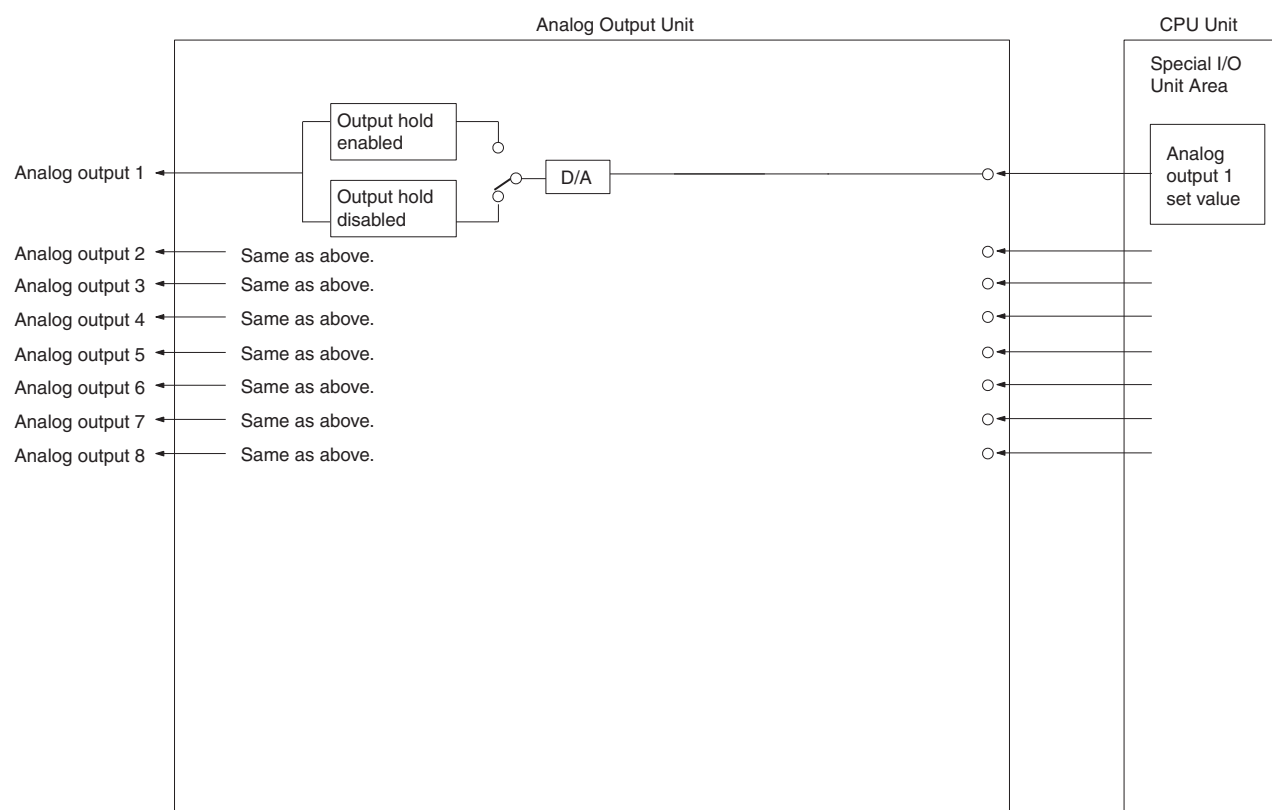 Analog Output Unit
CPU Unit
Special I/O
Unit Area
Output hold
enabled
Analog output 1
D/A
Output hold
disabled
Analog
output 1
set value
Analog output 2
Same as above.
Analog output 3
Same as above.
Analog output 4
Same as above.
Analog output 5
Same as above.
Analog output 6
Same as above.
Analog output 7
Same as above.
Analog output 8
Same as above.